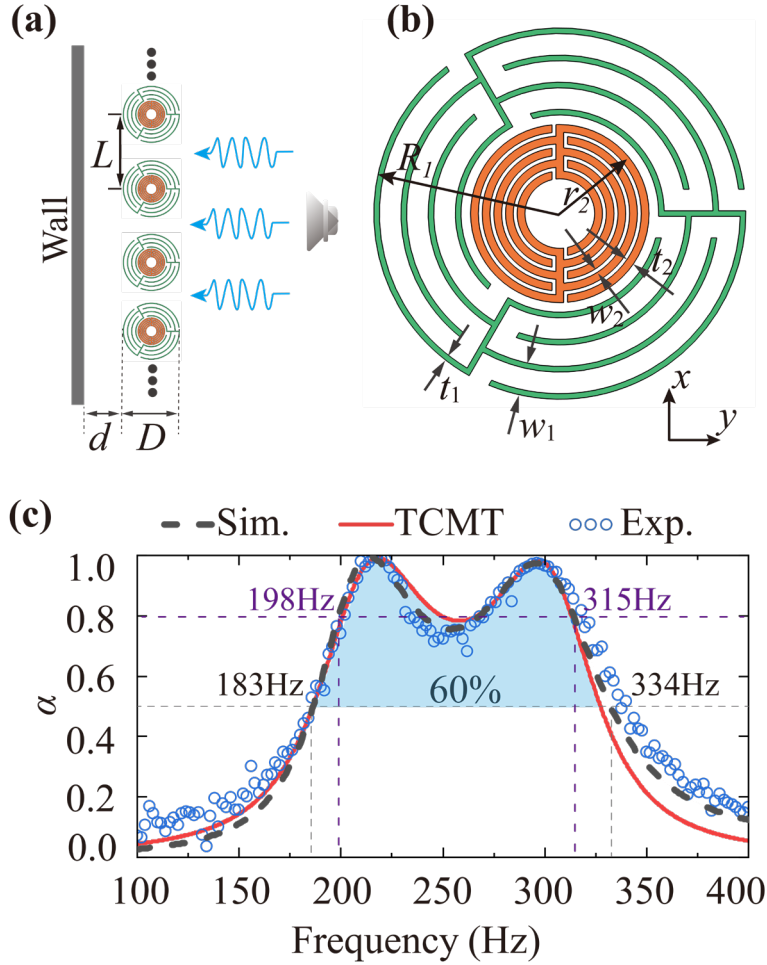 (a)
L
Wall
d
D
(b)
R1
r2
t2
w2
t1
w1
x
y
(c)
Sim.
TCMT
Exp.
1.0
0.8
0.6
0.4
0.2
0.0
α
198Hz
315Hz
183Hz
60%
334Hz
100 150 200 250 300 350 400
Frequency (Hz)